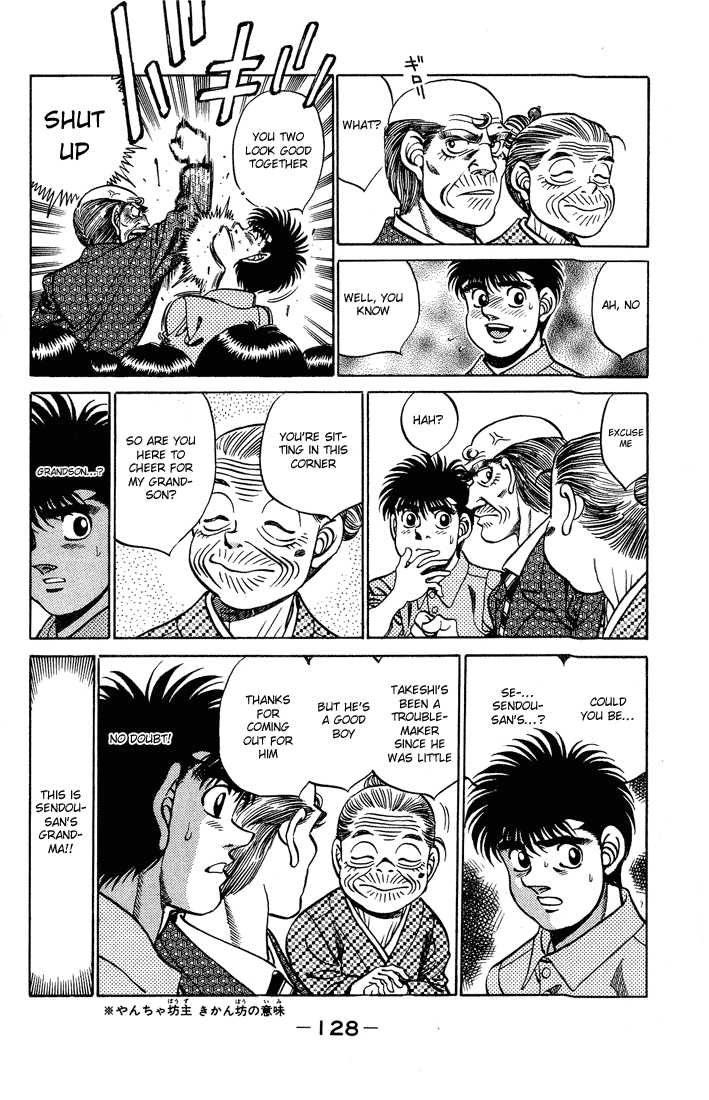 ギロリ
WHAT?
AH, NO
WELL, YOU
KNOW
YOU TWO
LOOK GOOD
TOGETHER
SHUT
UP
EXCUSE
ME
HAH?
YOU'RE SIT-
TING IN THIS
CORNER
SO ARE YOU
HERE TO
CHEER FOR
MY GRAND-
SON?
GRANDSON...?
COULD
YOU BE...
SE-...
SENDOU-
SAN'S...?
TAKESHI'S
BEEN A
TROUBLE-
MAKER
SINCE HE
WAS LITTLE
BUT HE'S
A GOOD
BOY
THANKS
FOR
COMING
OUT FOR
HIM
NO DOUBT!
THIS IS
SENDOU-
SAN'S
GRAND-
MA!!
※やんちゃ坊主 きかん坊の意味
—128—